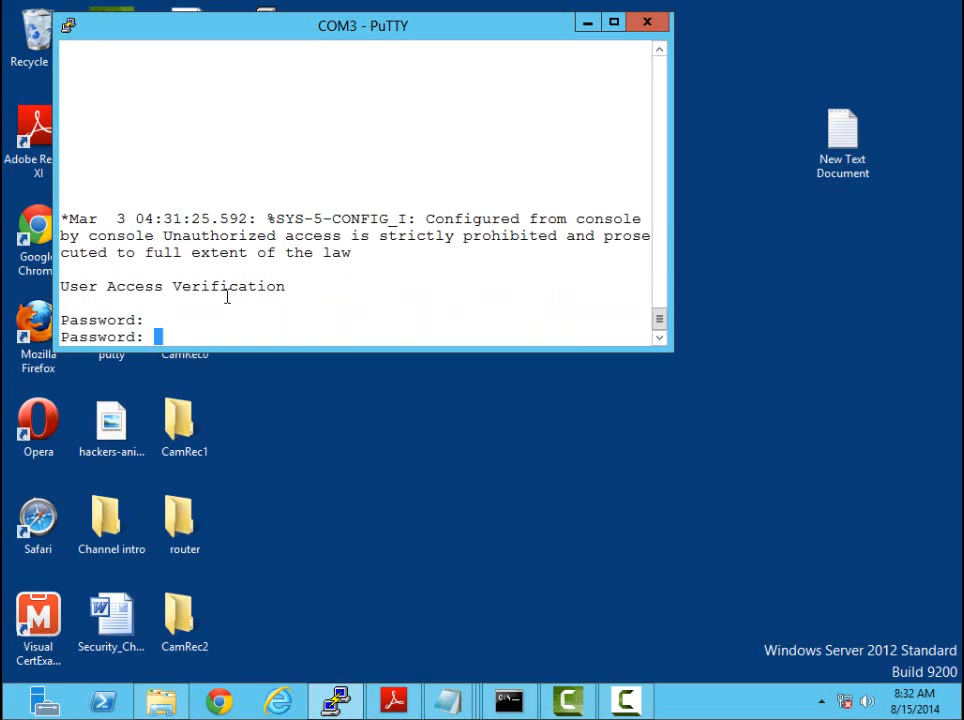 COM3 - PuTTY
*Mar  3 04:31:25.592: %SYS-5-CONFIG_I: Configured from console
by console Unauthorized access is strictly prohibited and prose
cuted to full extent of the law
User Access Verification
Password:
Password:
Recycle
Adobe Re
XI
Googl
Chrom
Mozilla
Firefox
putty
CamRec0
Opera
hackers-ani...
CamRec1
Safari
Channel intro
router
Visual
CertExa...
Security_Ch...
CamRec2
New Text
Document
Windows Server 2012 Standard
Build 9200
8:32 AM
8/15/2014